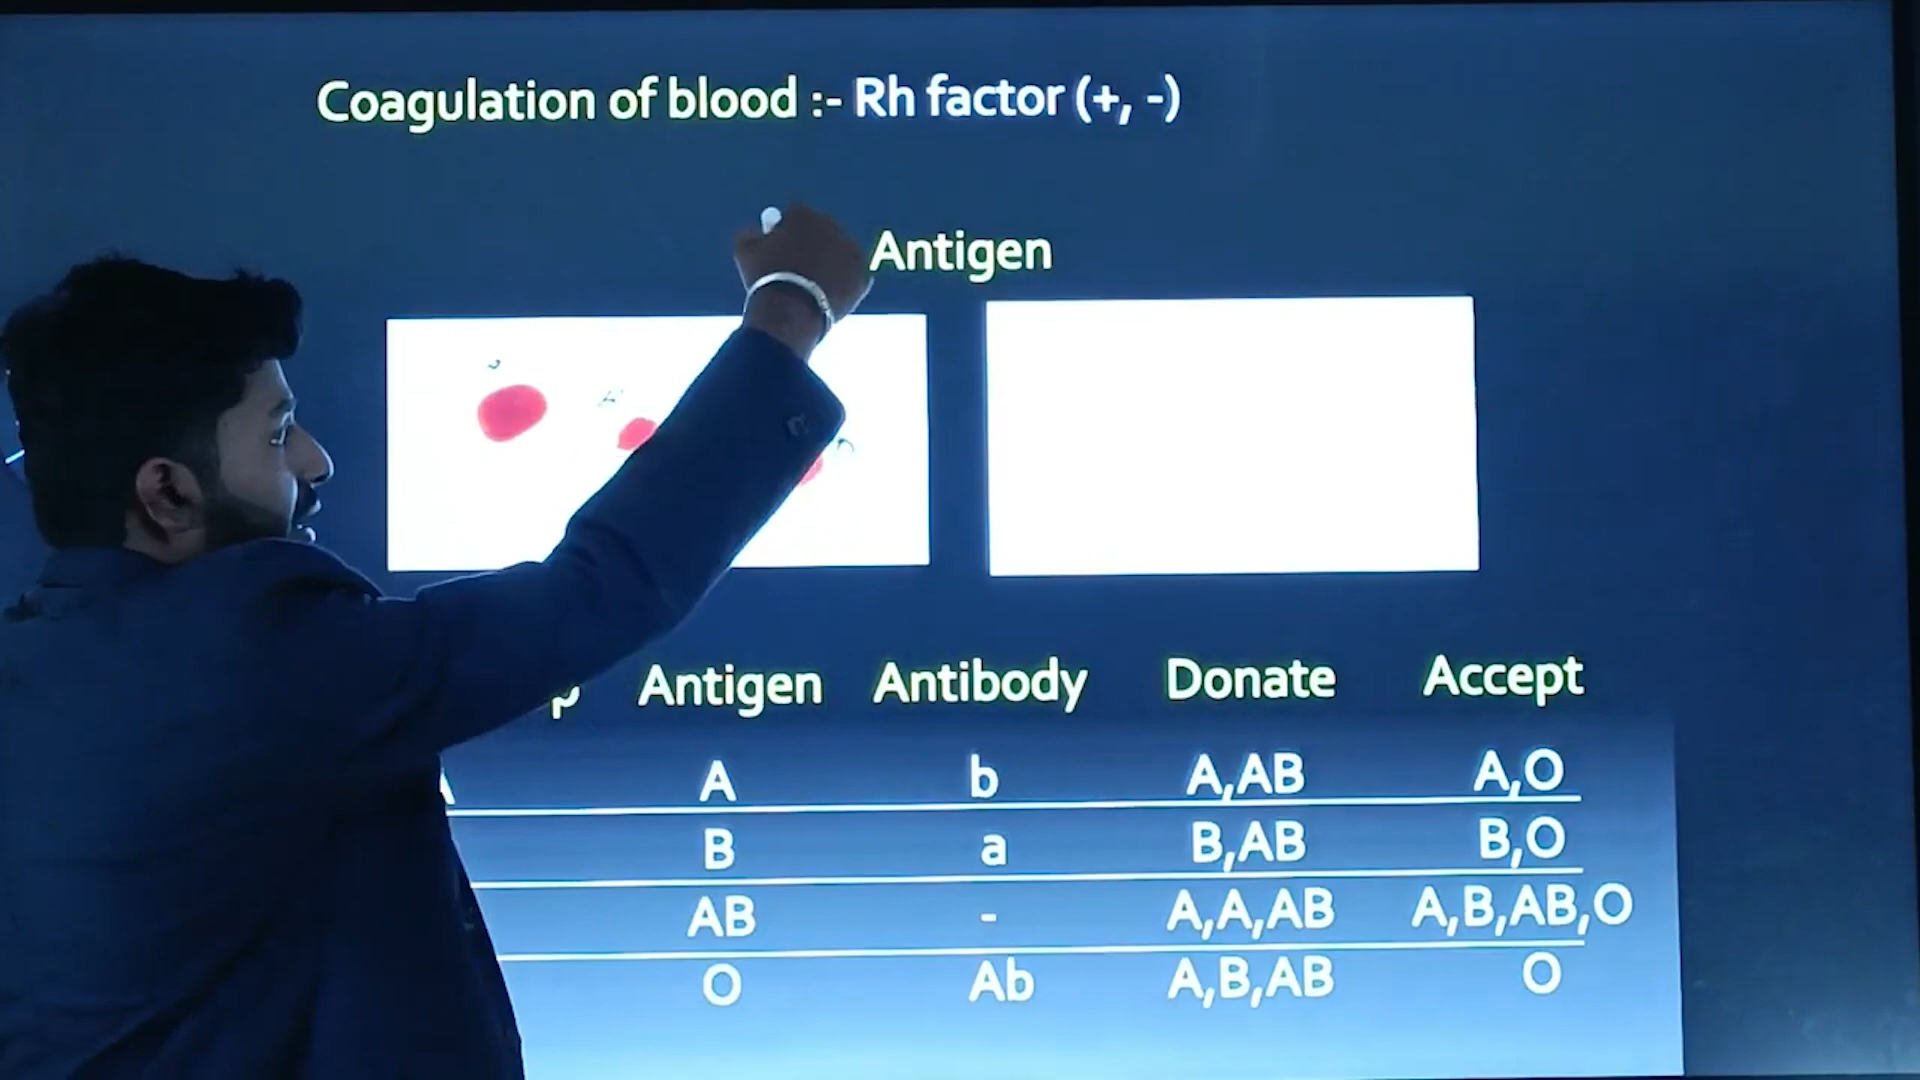 Coagulation of blood :- Rh factor (+, -)
Antigen
Antigen Antibody Donate Accept
A b A,AB A,O
B a B,AB B,O
AB - A,A,AB A,B,AB,O
O Ab A,B,AB O